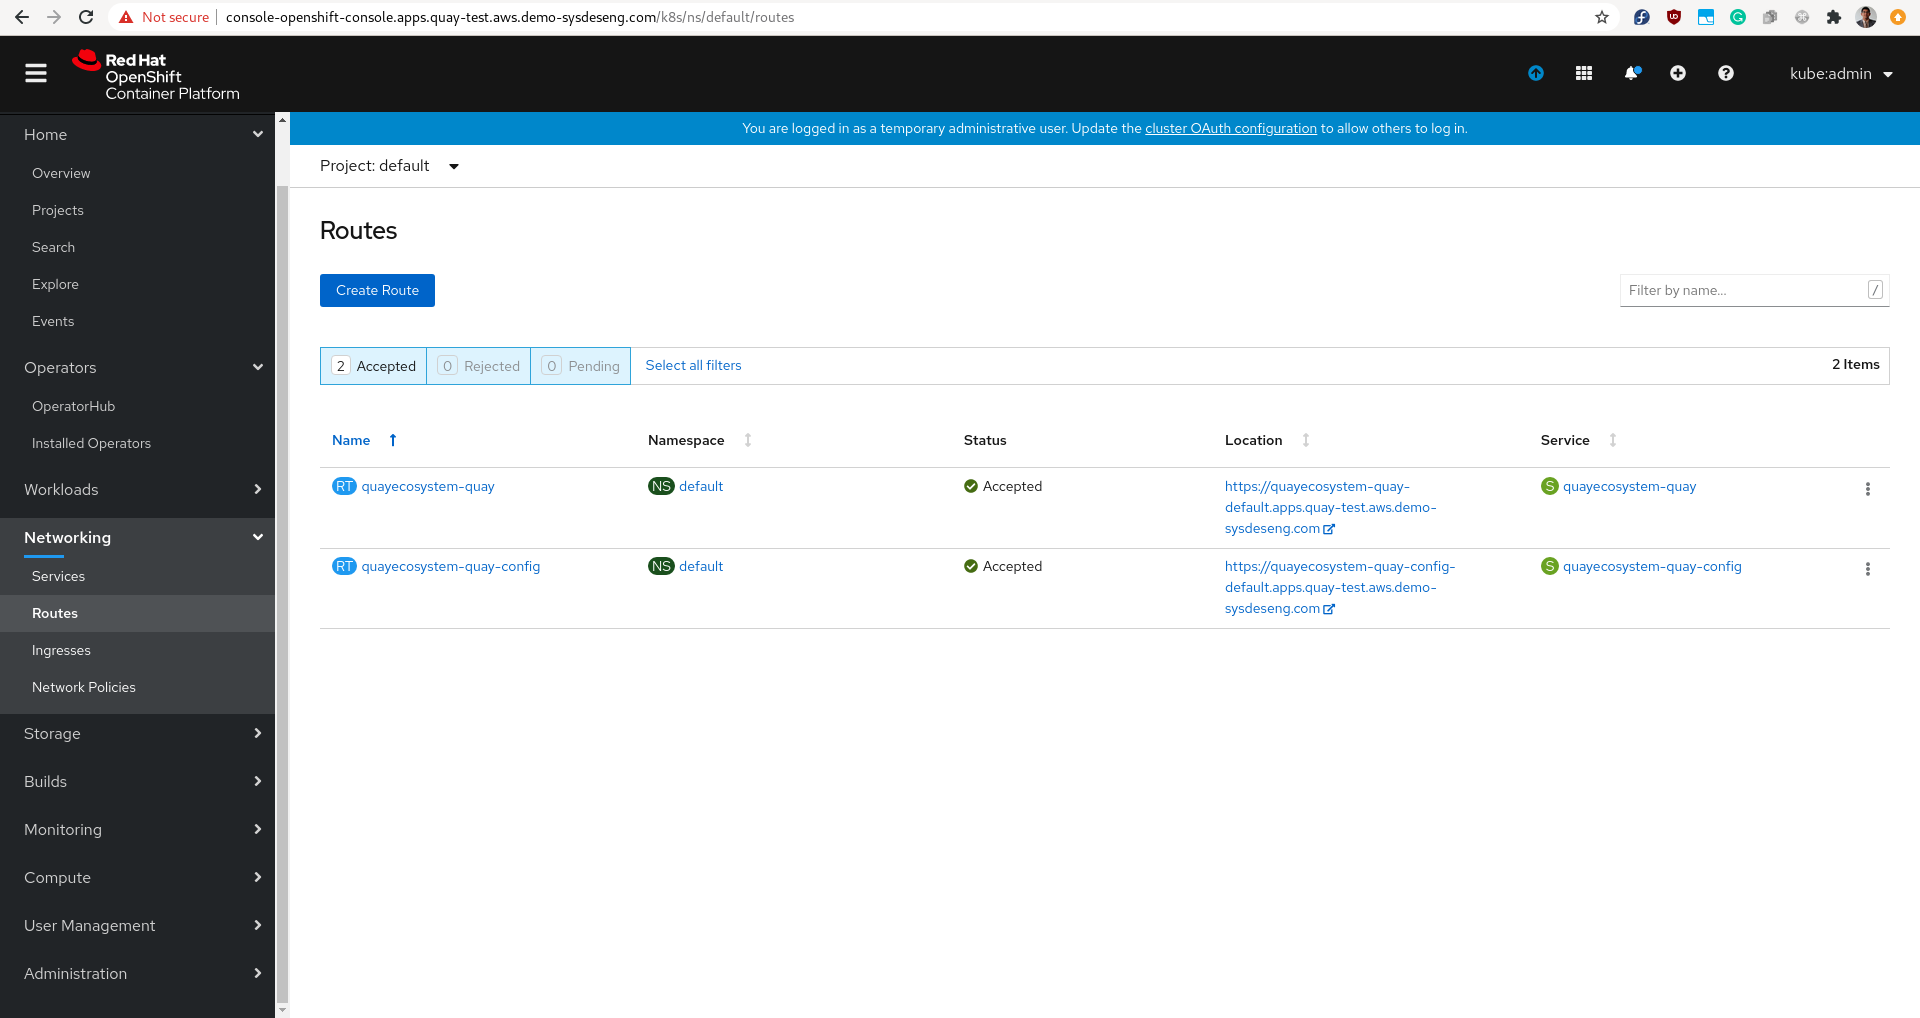 Not secure
console-openshift-console.apps.quay-test.aws.demo-sysdeseng.com/k8s/ns/default/routes
Red Hat
OpenShift
Container Platform
kube:admin
You are logged in as a temporary administrative user. Update the cluster OAuth configuration to allow others to log in.
Home
Overview
Projects
Search
Explore
Events
Operators
OperatorHub
Installed Operators
Workloads
Networking
Services
Routes
Ingresses
Network Policies
Storage
Builds
Monitoring
Compute
User Management
Administration
Project: default
Routes
Create Route
Filter by name... /
2 Accepted 0 Rejected 0 Pending Select all filters 2 Items
Name Namespace Status Location Service
RT quayecosystem-quay NS default Accepted https://quayecosystem-quay- S quayecosystem-quay
default.apps.quay-test.aws.demo-
sysdeseng.com
RT quayecosystem-quay-config NS default Accepted https://quayecosystem-quay-config- S quayecosystem-quay-config
default.apps.quay-test.aws.demo-
sysdeseng.com